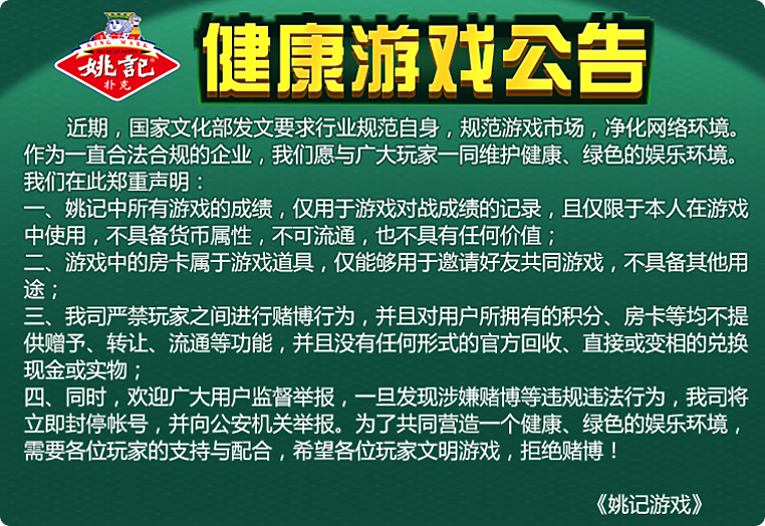 KING MARK
姚記
扑克
健康游戏公告
近期，国家文化部发文要求行业规范自身，规范游戏市场，净化网络环境。
作为一直合法合规的企业，我们愿与广大玩家一同维护健康、绿色的娱乐环境。
我们在此郑重声明：
一、姚记中所有游戏的成绩，仅用于游戏对战成绩的记录，且仅限于本人在游戏
中使用，不具备货币属性，不可流通，也不具有任何价值；
二、游戏中的房卡属于游戏道具，仅能够用于邀请好友共同游戏，不具备其他用
途；
三、我司严禁玩家之间进行赌博行为，并且对用户所拥有的积分、房卡等均不提
供赠予、转让、流通等功能，并且没有任何形式的官方回收、直接或变相的兑换
现金或实物；
四、同时，欢迎广大用户监督举报，一旦发现涉嫌赌博等违规违法行为，我司将
立即封停帐号，并向公安机关举报。为了共同营造一个健康、绿色的娱乐环境，
需要各位玩家的支持与配合，希望各位玩家文明游戏，拒绝赌博！
《姚记游戏》